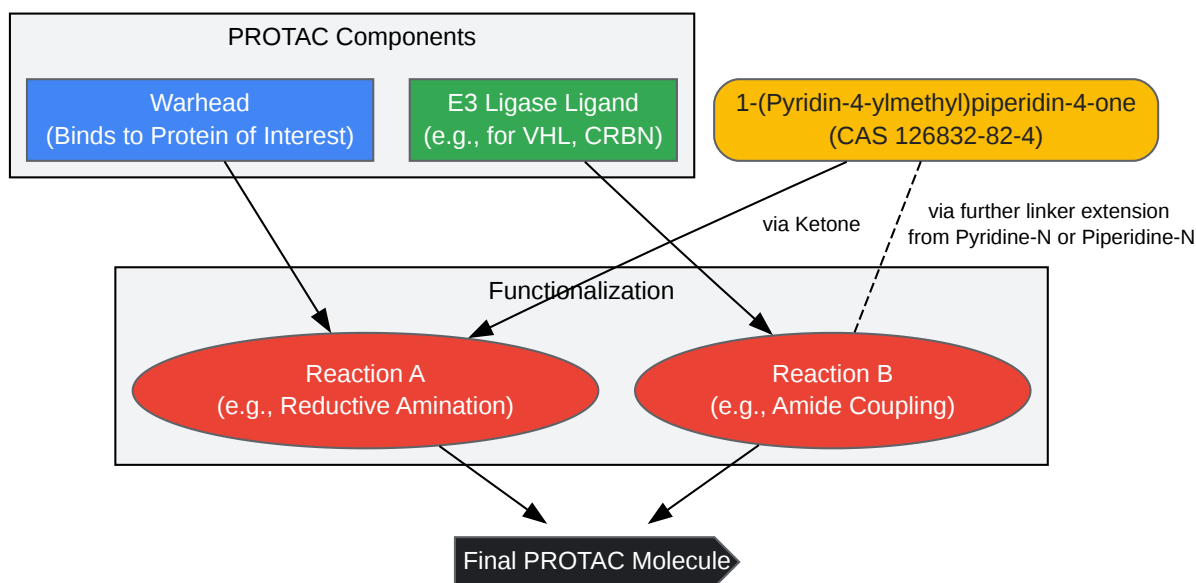 PROTAC Components
Warhead
(Binds to Protein of Interest)
E3 Ligase Ligand
(e.g., for VHL, CRBN)
1-(Pyridin-4-ylmethyl)piperidin-4-one
(CAS 126832-82-4)
via Ketone
via further linker extension
from Pyridine-N or Piperidine-N
Functionalization
Reaction A
(e.g., Reductive Amination)
Reaction B
(e.g., Amide Coupling)
Final PROTAC Molecule